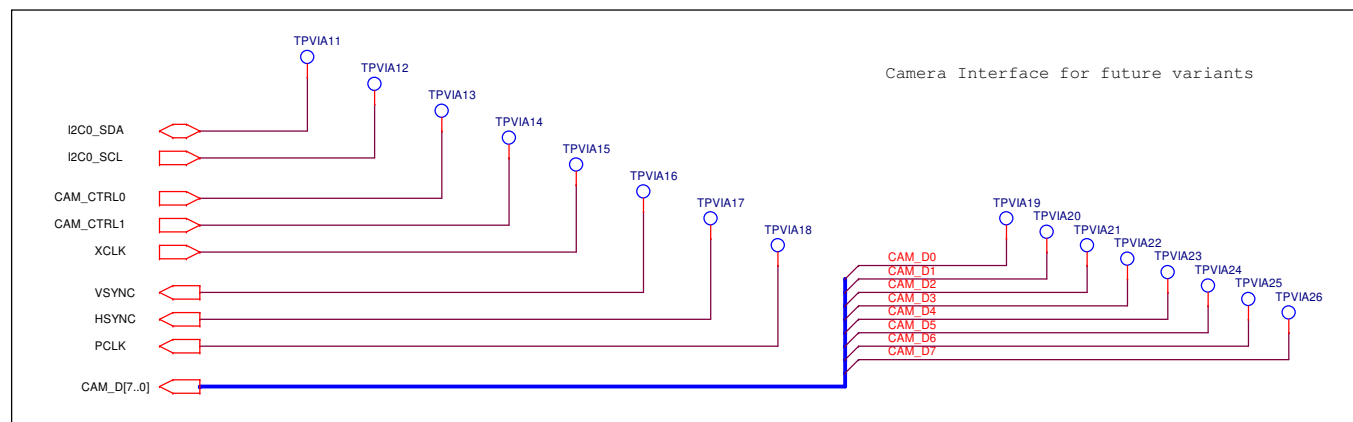 TPVIA11
TPVIA12
Camera Interface for future variants
TPVIA13
I2C0_SDA
TPVIA14
I2C0_SCL
TPVIA15
TPVIA16
CAM_CTRL0
TPVIA17
TPVIA19
CAM_CTRL1
TPVIA18
TPVIA20
TPVIA21
XCLK
CAM_D0
TPVIA22
CAM_D1
TPVIA23
CAM_D2
TPVIA24
VSYNC
CAM_D3
TPVIA25
CAM_D4
TPVIA26
HSYNC
CAM_D5
CAM_D6
PCLK
CAM_D7
CAM_D[7..0]